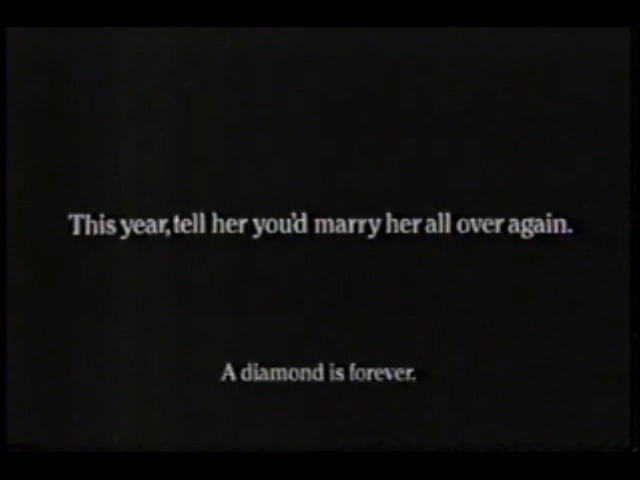 This year, tell her you'd marry her all over again.
A diamond is forever.